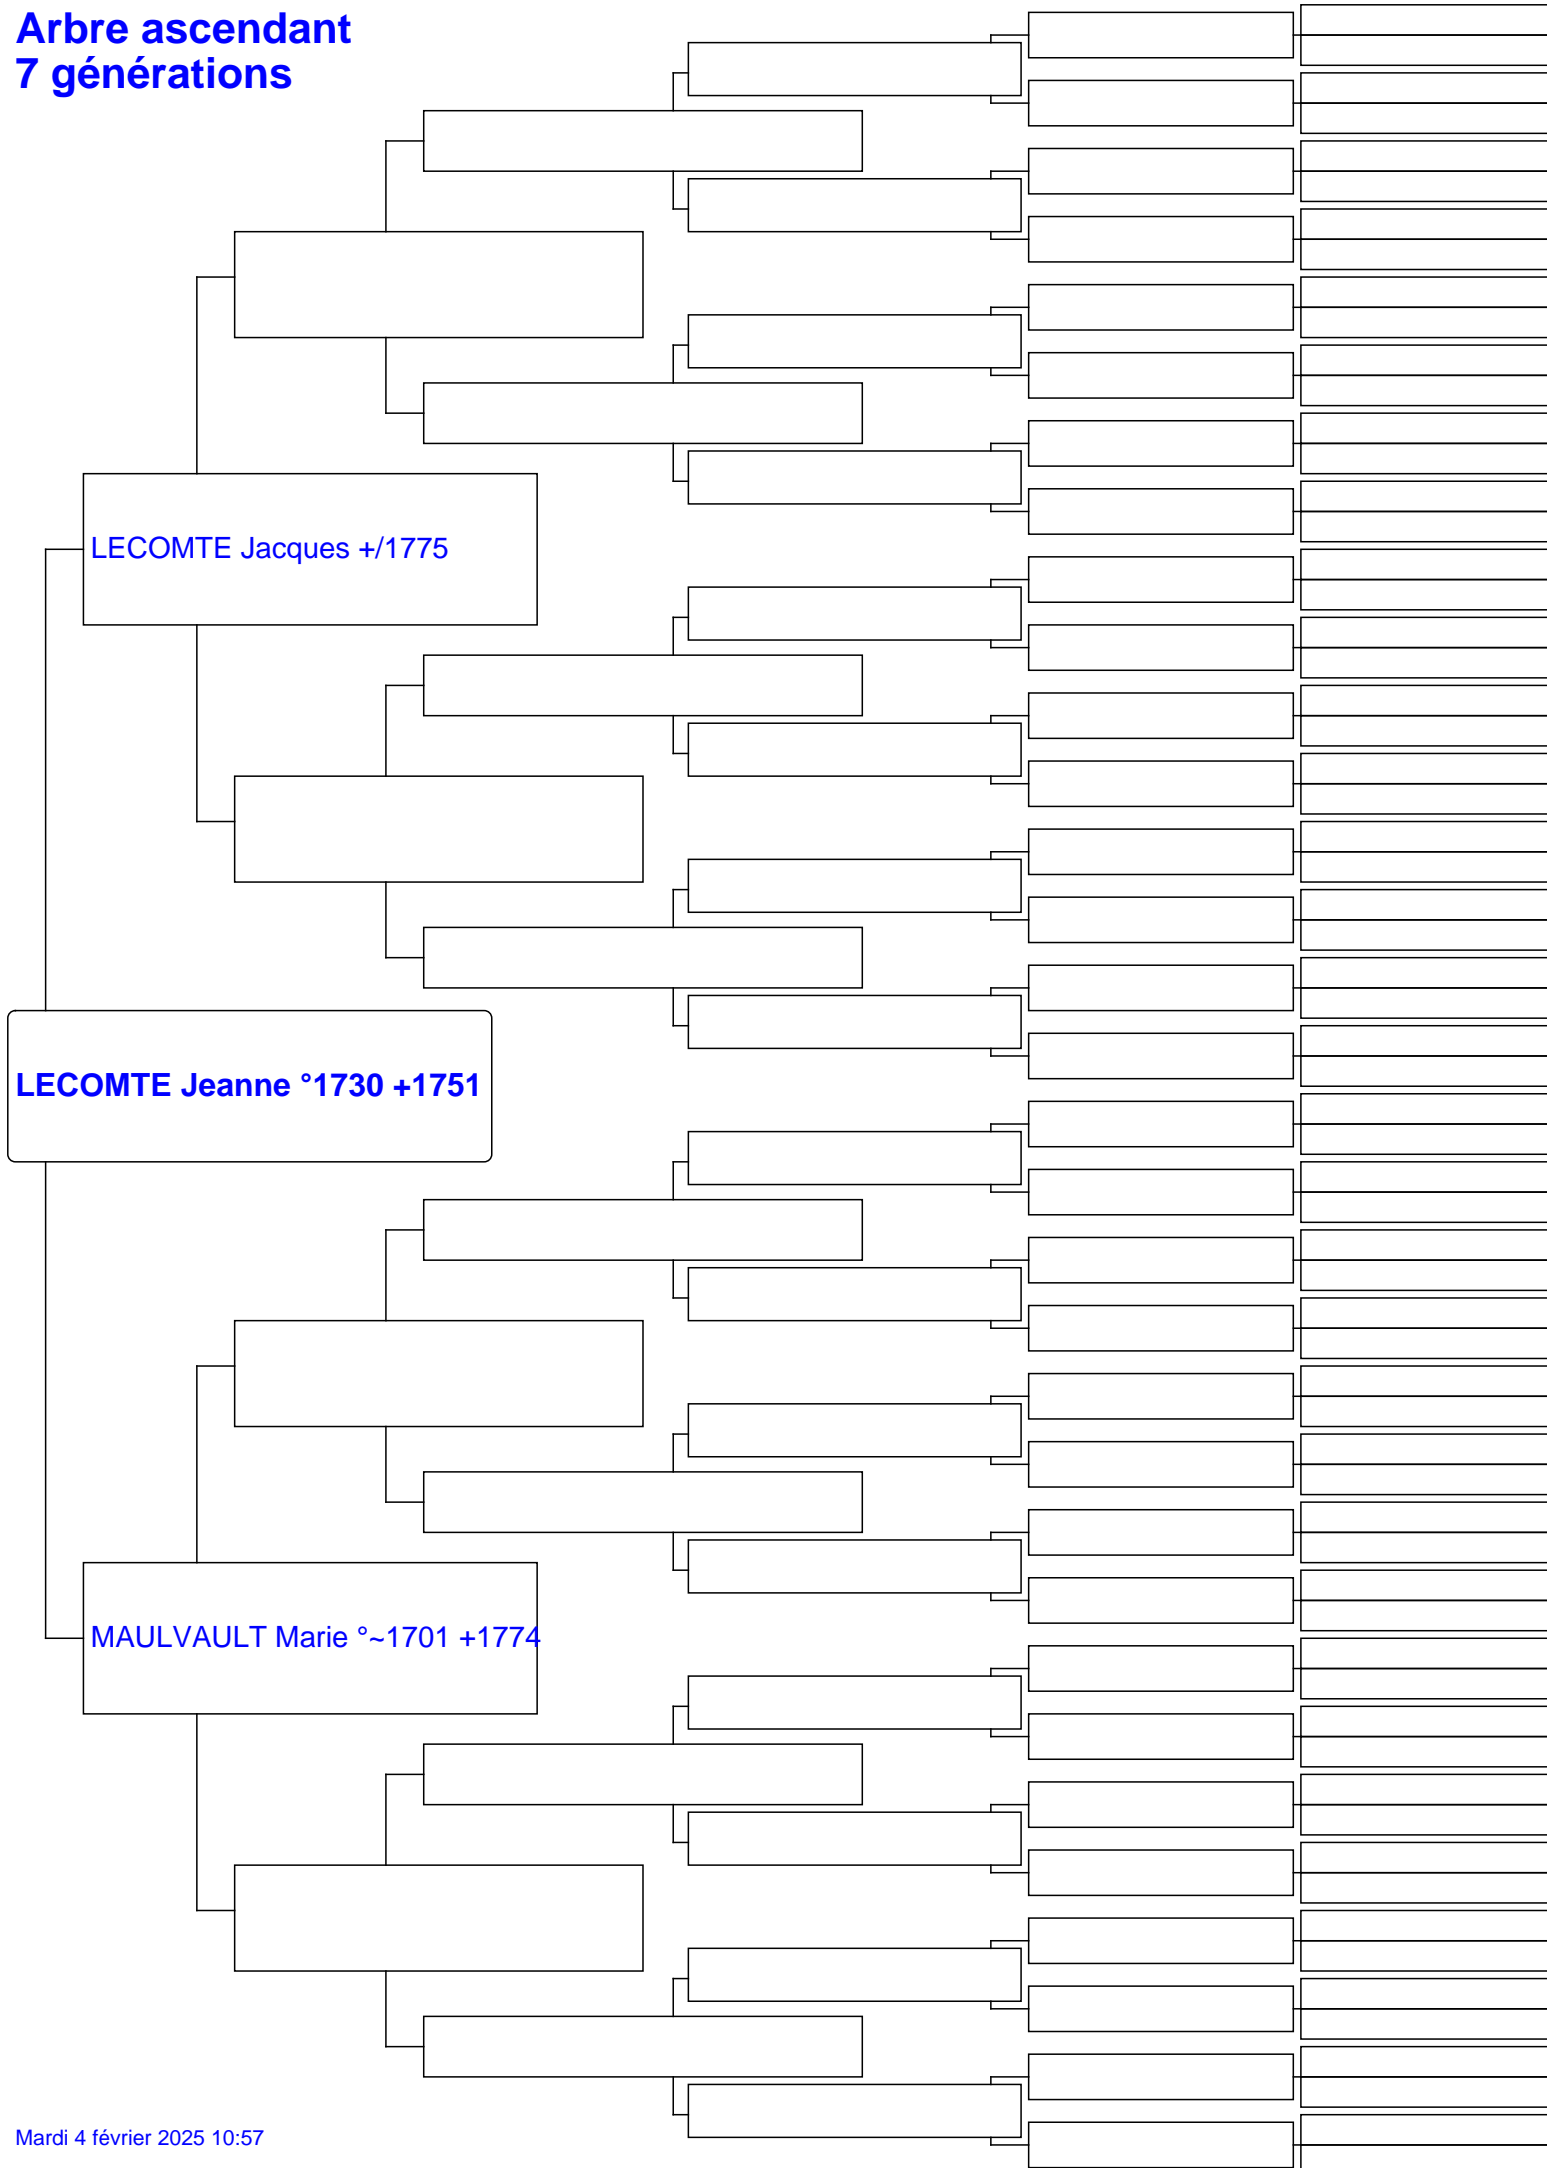 Arbre ascendant
7 générations
LECOMTE Jacques +/1775
LECOMTE Jeanne °1730 +1751
MAULVAULT Marie °~1701 +1774
Mardi 4 février 2025 10:57